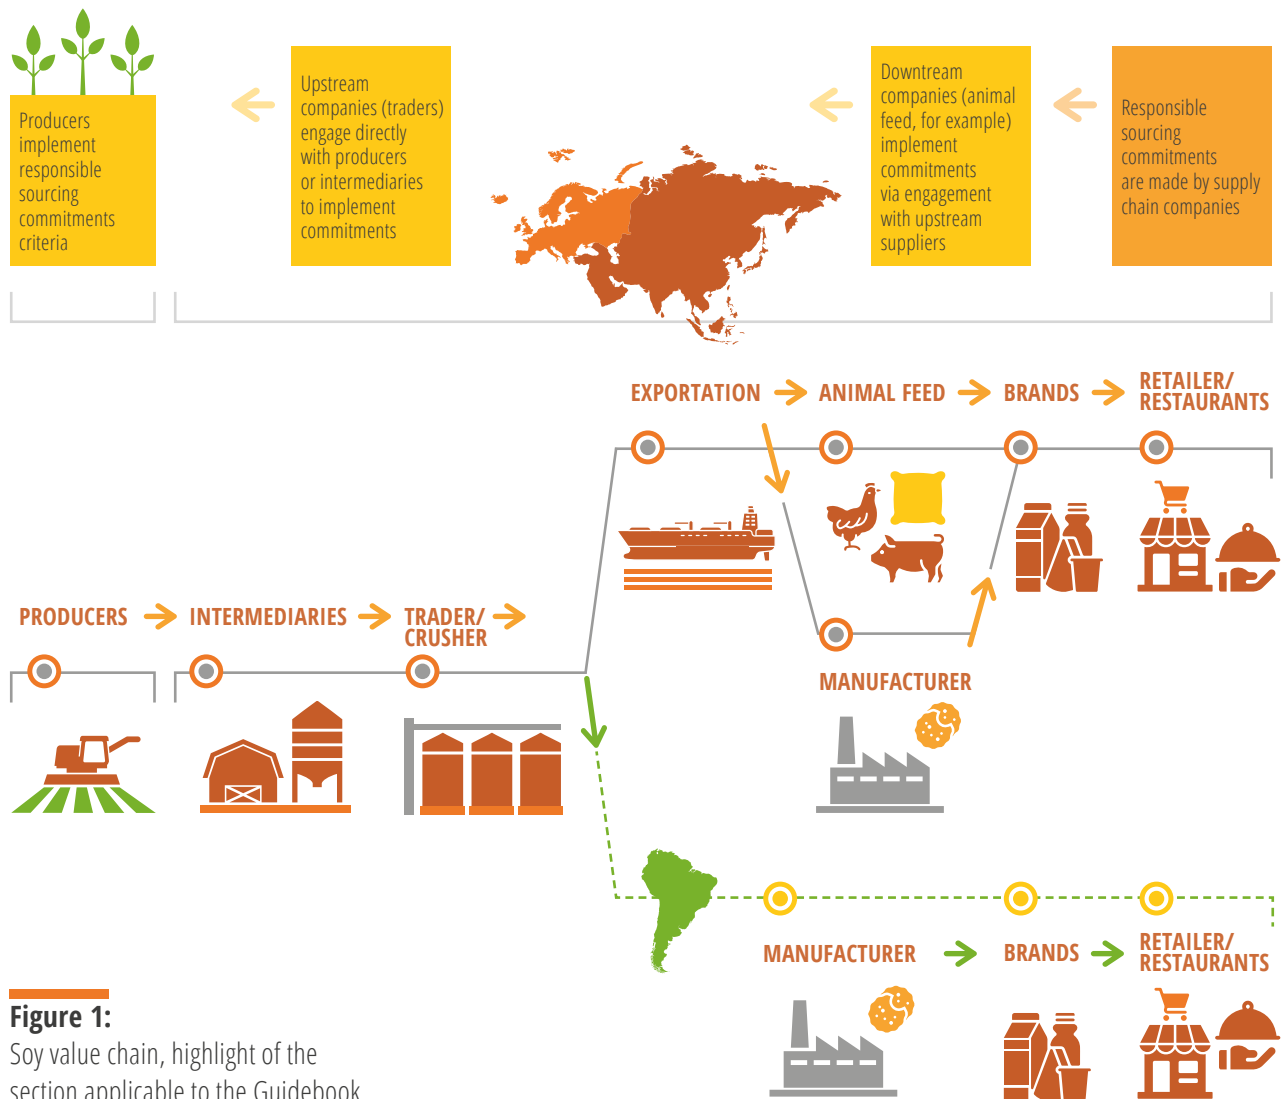 Producers
implement
responsible
sourcing
commitments
criteria
Upstream
companies (traders)
engage directly
with producers
or intermediaries
to implement
commitments
Downtream
companies (animal
feed, for example)
implement
commitments
via engagement
with upstream
suppliers
Responsible
sourcing
commitments
are made by supply
chain companies
EXPORTATION
ANIMAL FEED
BRANDS
RETAILER/
RESTAURANTS
PRODUCERS
INTERMEDIARIES
TRADER/
CRUSHER
MANUFACTURER
MANUFACTURER
BRANDS
RETAILER/
RESTAURANTS
Figure 1:
Soy value chain, highlight of the
section applicable to the Guidebook